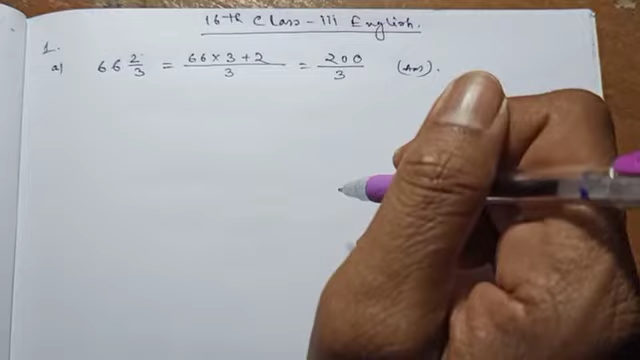 16th Class - III English.
1.
a) 66 2/3 = 66 × 3 + 2 / 3 = 200 / 3 (Ans).